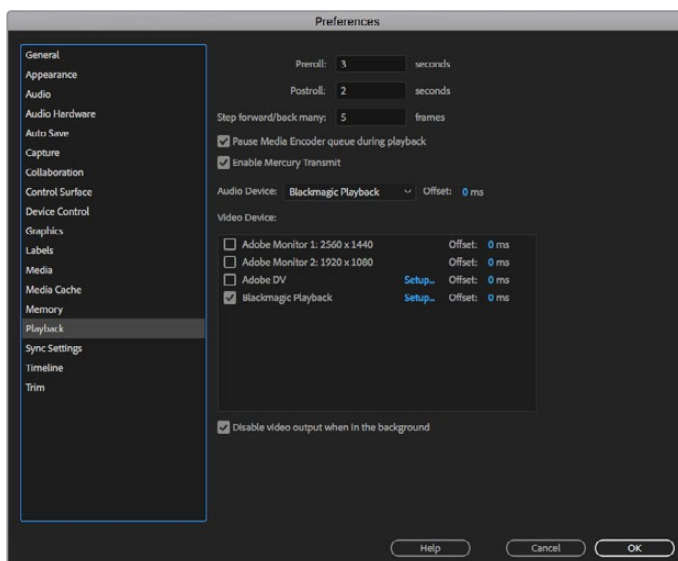 Preferences
General
Appearance
Audio
Audio Hardware
Auto Save
Capture
Collaboration
Control Surface
Device Control
Graphics
Labels
Media
Media Cache
Memory
Playback
Sync Settings
Timeline
Trim
Preroll: 3 seconds
Postroll: 2 seconds
Step forward/back many: 5 frames
Pause Media Encoder queue during playback
Enable Mercury Transmit
Audio Device: Blackmagic Playback Offset: 0 ms
Video Device:
Adobe Monitor 1: 2560 x 1440 Offset: 0 ms
Adobe Monitor 2: 1920 x 1080 Offset: 0 ms
Adobe DV Setup... Offset: 0 ms
Blackmagic Playback Setup... Offset: 0 ms
Disable video output when in the background
Help Cancel OK